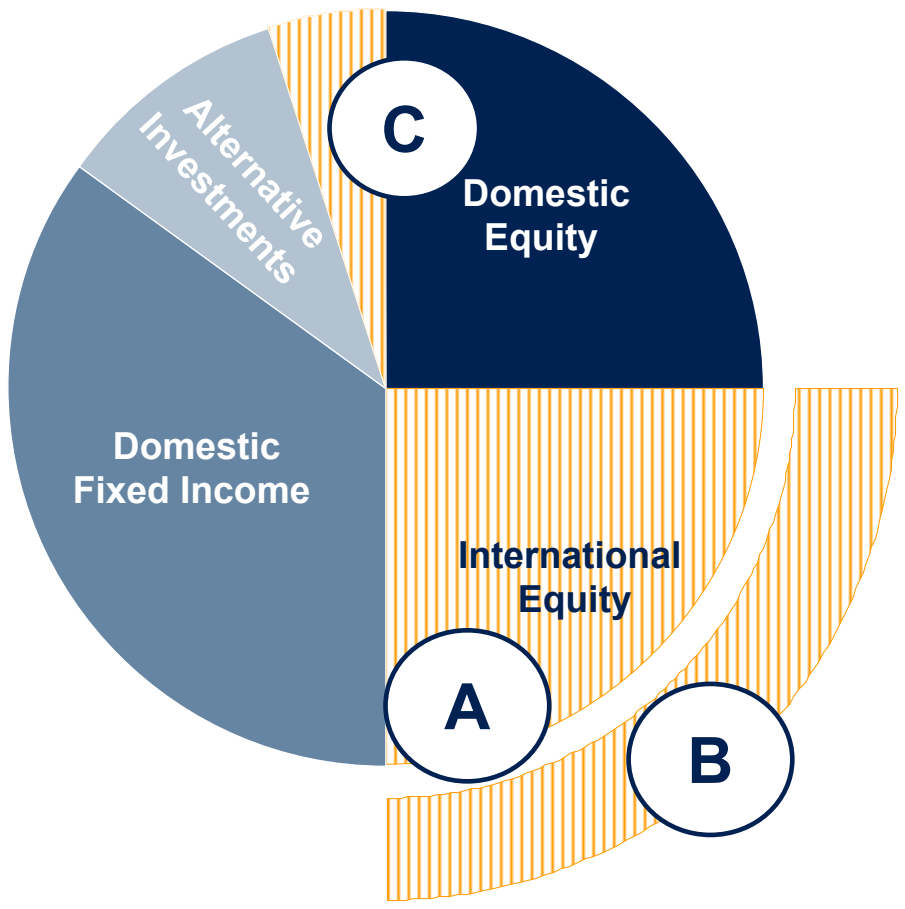 Alternative
Investments
C
Domestic
Equity
Domestic
Fixed Income
International
Equity
A
B